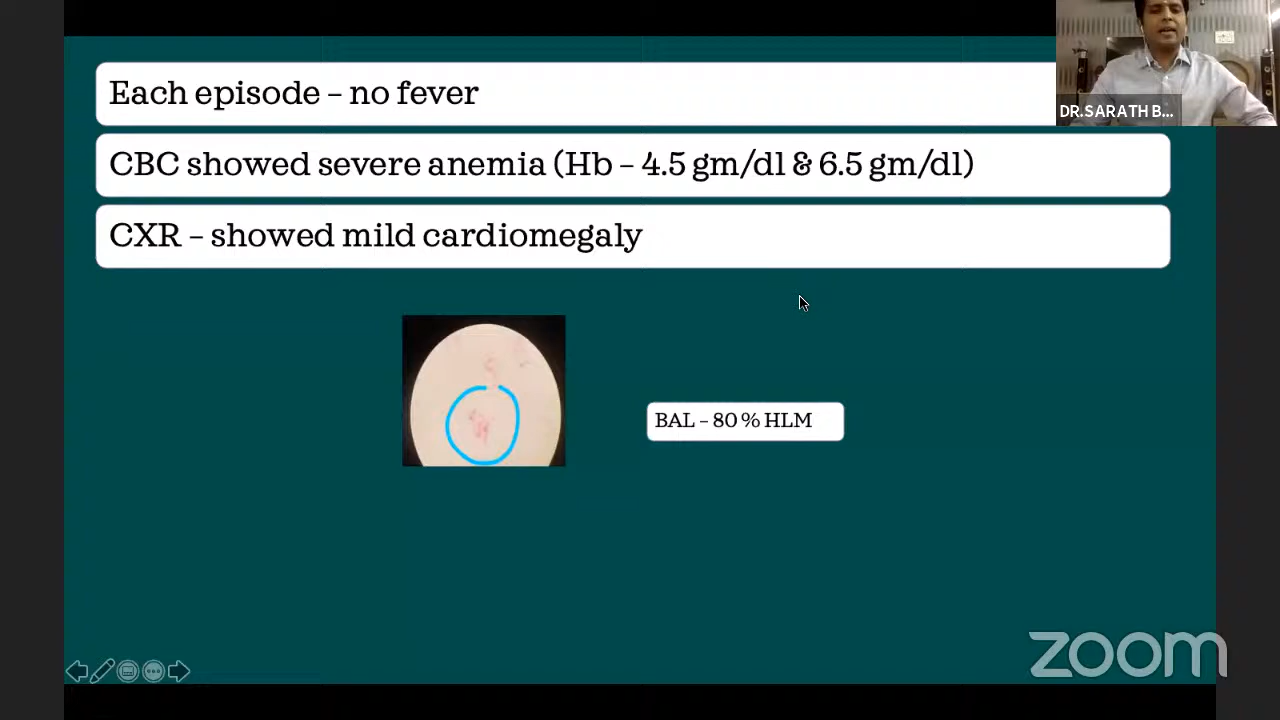 Each episode – no fever
DR.SARATH B...
CBC showed severe anemia (Hb – 4.5 gm/dl & 6.5 gm/dl)
CXR – showed mild cardiomegaly
BAL – 80 % HLM
zoom